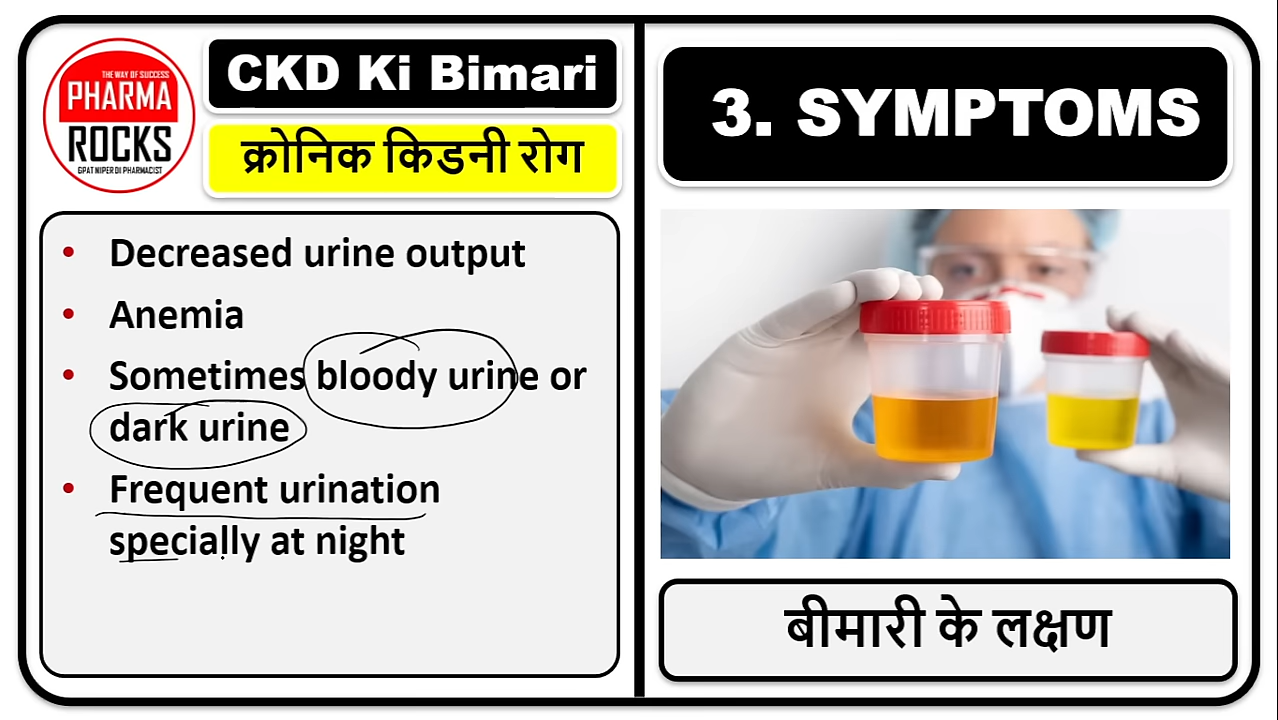 THE WAY OF SUCCESS
PHARMA
ROCKS
GPAT NIPER DI PHARMACIST
CKD Ki Bimari
क्रोनिक किडनी रोग
• Decreased urine output
• Anemia
• Sometimes bloody urine or
dark urine
• Frequent urination
specially at night
3. SYMPTOMS
बीमारी के लक्षण